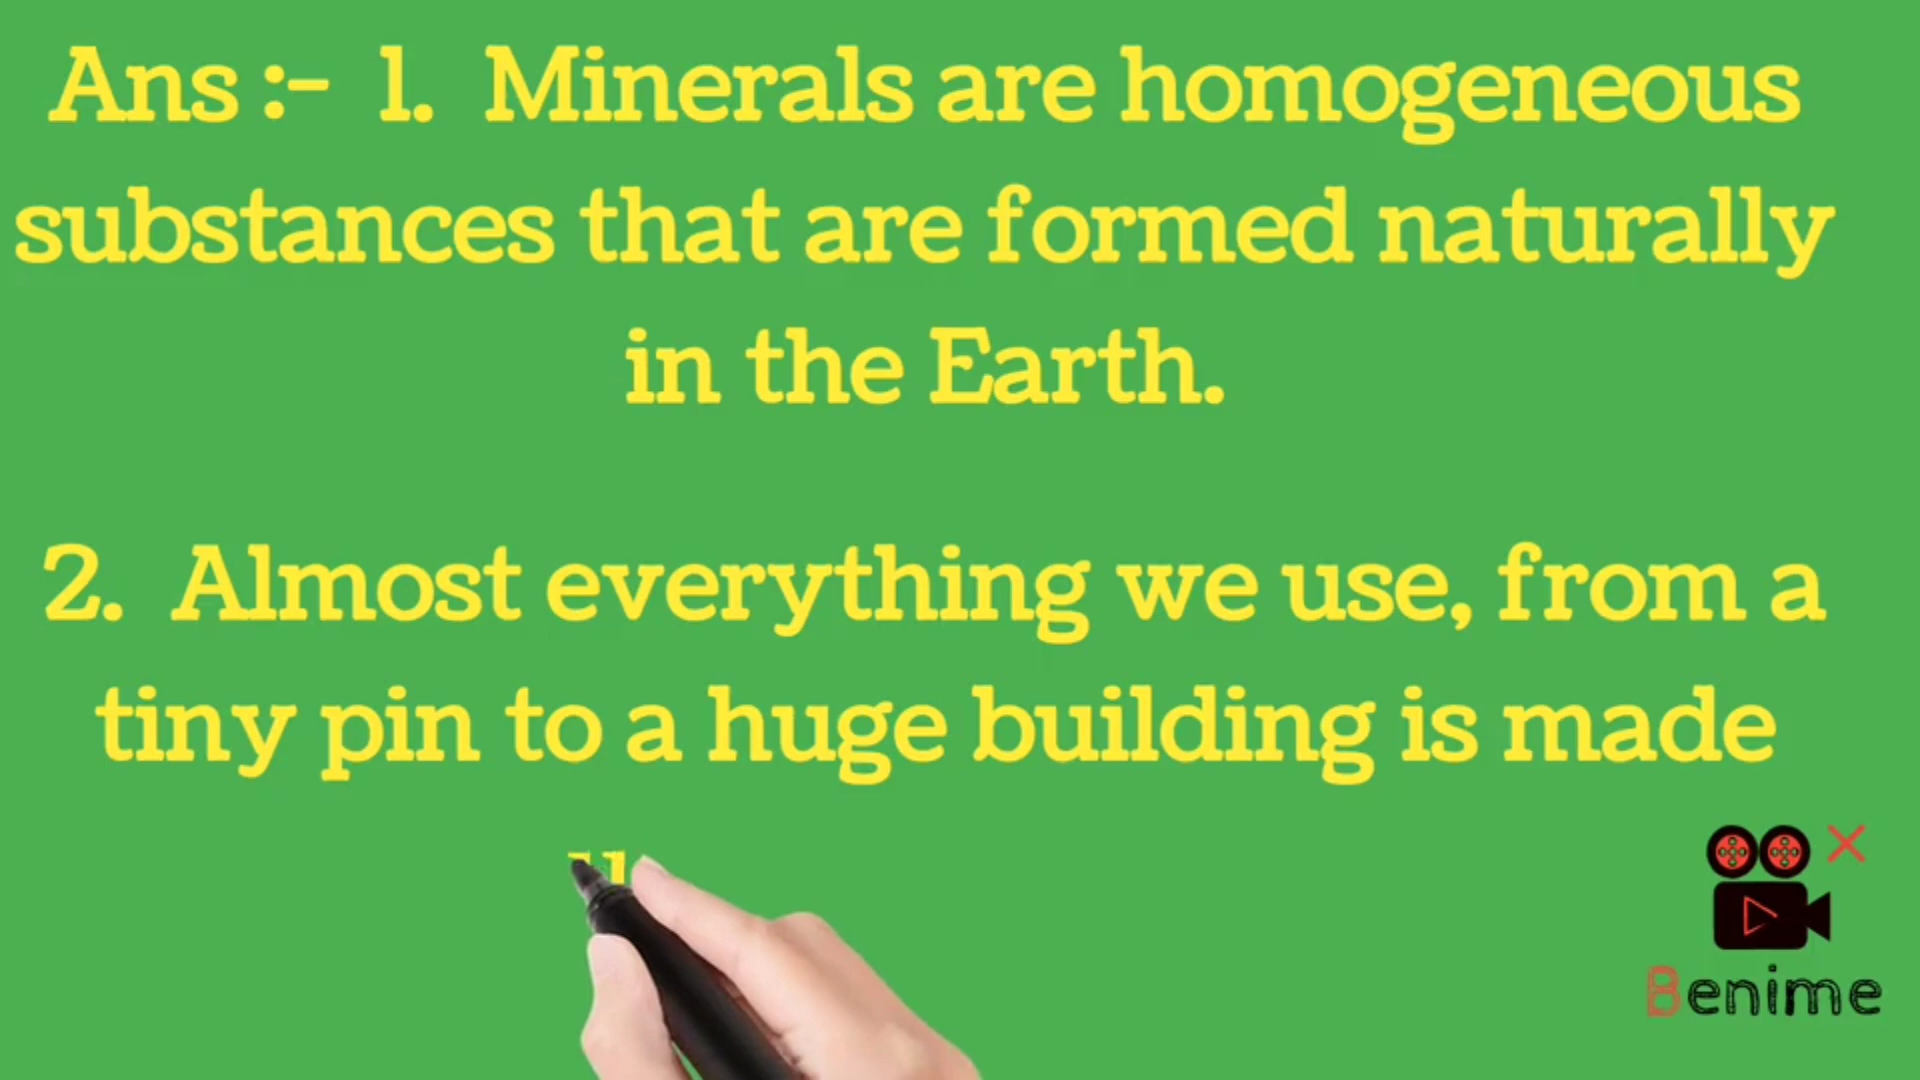 Ans :- 1. Minerals are homogeneous
substances that are formed naturally
in the Earth.
2. Almost everything we use, from a
tiny pin to a huge building is made
Benime